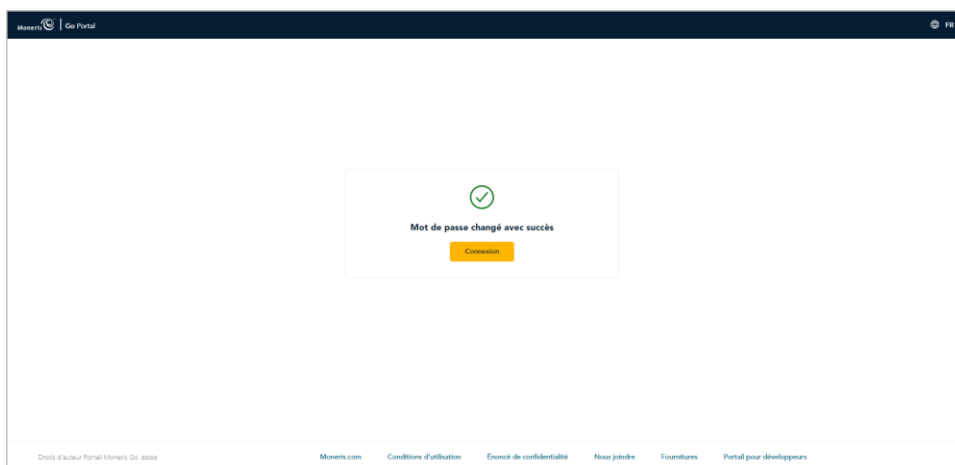 Moneris Go Portal FR
Mot de passe changé avec succès
Connexion
Droits d'auteur Portail Moneris Go
Moneris.com Conditions d'utilisation Énoncé de confidentialité Nous joindre Fournitures Portail pour développeurs